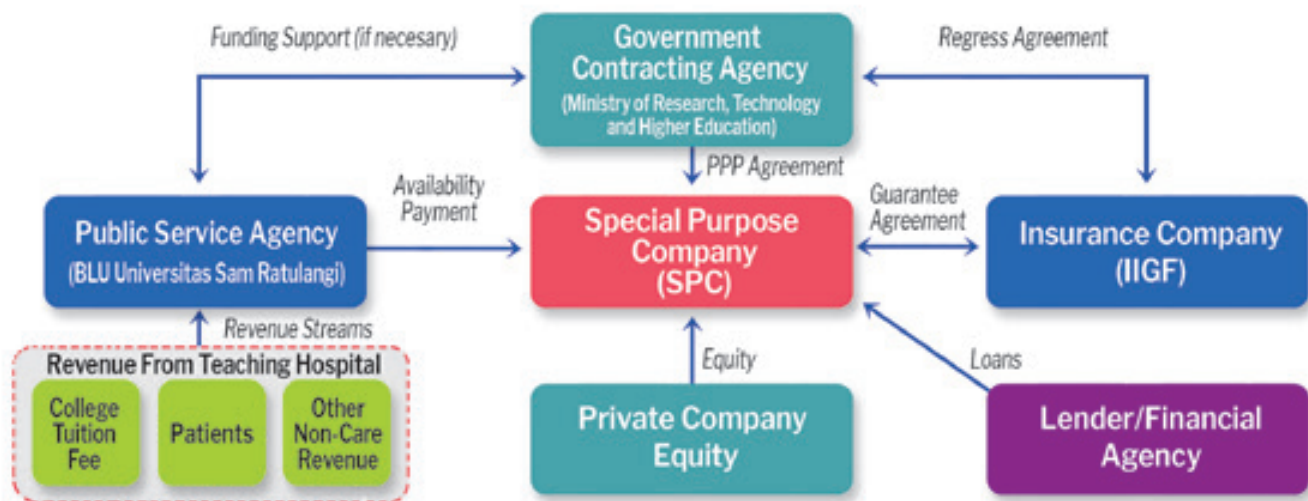 Funding Support (if necesary)
Government
Contracting Agency
(Ministry of Research, Technology
and Higher Education)
Regress Agreement
PPP Agreement
Availability
Payment
Guarantee
Agreement
Public Service Agency
(BLU Universitas Sam Ratulangi)
Special Purpose
Company
(SPC)
Insurance Company
(IIGF)
Revenue Streams
Revenue From Teaching Hospital
College
Tuition
Fee
Patients
Other
Non-Care
Revenue
Equity
Loans
Private Company
Equity
Lender/Financial
Agency